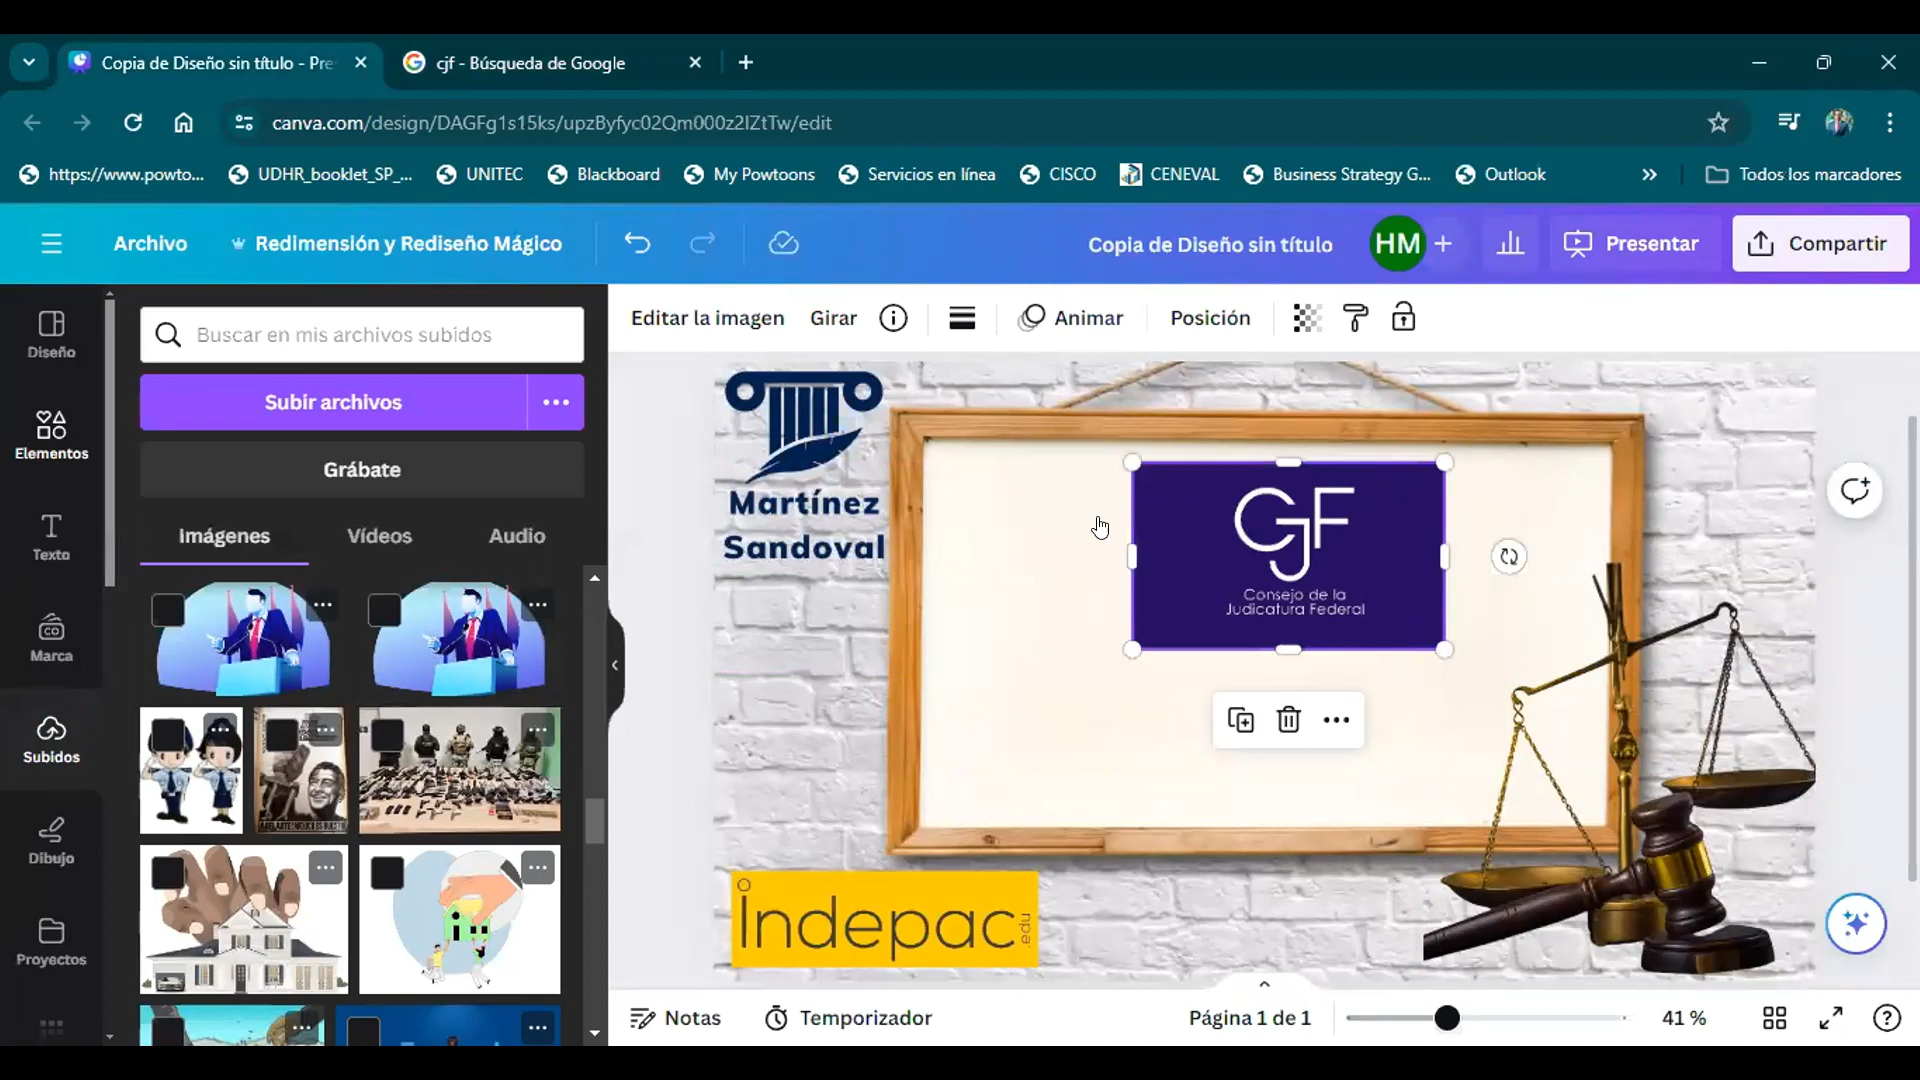 Copia de Diseño sin título - Pre
cjf - Búsqueda de Google
canva.com/design/DAGFg1s15ks/upzByfyc02Qm000z2lZtTw/edit
https://www.powto...
UDHR_booklet_SP_...
UNITEC
Blackboard
My Powtoons
Servicios en línea
CISCO
CENEVAL
Business Strategy G...
Outlook
Todos los marcadores
Archivo
Redimensión y Rediseño Mágico
Copia de Diseño sin título
HM
Presentar
Compartir
Diseño
Elementos
Texto
Marca
Subidos
Dibujo
Proyectos
Buscar en mis archivos subidos
Subir archivos
Grábate
Imágenes
Vídeos
Audio
Editar la imagen
Girar
Animar
Posición
Martínez
Sandoval
CJF
Consejo de la
Judicatura Federal
indepac.edu
Notas
Temporizador
Página 1 de 1
41 %